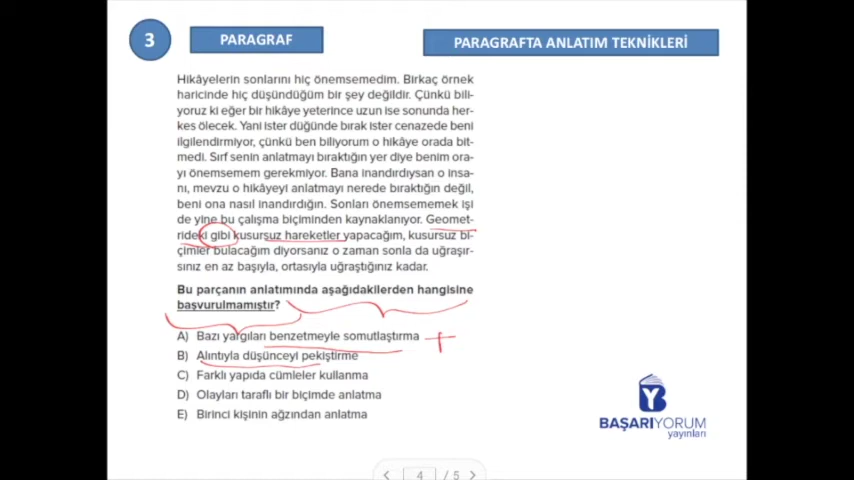 3
PARAGRAF
PARAGRAFTA ANLATIM TEKNİKLERİ
Hikâyelerin sonlarını hiç önemsemedim. Birkaç örnek
haricinde hiç düşündüğüm bir şey değildir. Çünkü bili-
yoruz ki eğer bir hikâye yeterince uzun ise sonunda her-
kes ölecek. Yani ister düğünde bırak ister cenazede beni
ilgilendirmiyor, çünkü ben biliyorum o hikâye orada bit-
medi. Sırf senin anlatmayı bıraktığın yer diye benim ora-
yı önemsemem gerekmiyor. Bana inandırdıysan o insa-
nı, mevzu o hikâyeyi anlatmayı nerede bıraktığın değil,
beni ona nasıl inandırdığın. Sonları önemsememek işi
de yine bu çalışma biçiminden kaynaklanıyor. Geomet-
rideki gibi kusursuz hareketler yapacağım, kusursuz bi-
çimler bulacağım diyorsanız o zaman sonla da uğraşır-
sınız en az başıyla, ortasıyla uğraştığınız kadar.
Bu parçanın anlatımında aşağıdakilerden hangisine
başvurulmamıştır?
A) Bazı yargıları benzetmeyle somutlaştırma
B) Alıntıyla düşünceyi pekiştirme
C) Farklı yapıda cümleler kullanma
D) Olayları taraflı bir biçimde anlatma
E) Birinci kişinin ağzından anlatma
BAŞARIYORUM
yayınları
4 / 5